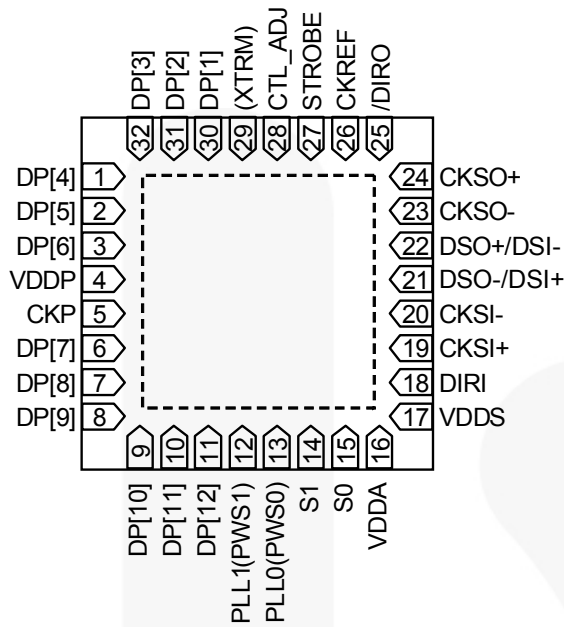 DP[3]
DP[2]
DP[1]
(XTRM)
CTL_ADJ
STROBE
CKREF
/DIRO
32
31
30
29
28
27
26
25
DP[4] 1
DP[5] 2
DP[6] 3
VDDP 4
CKP 5
DP[7] 6
DP[8] 7
DP[9] 8
24 CKSO+
23 CKSO-
22 DSO+/DSI-
21 DSO-/DSI+
20 CKSI-
19 CKSI+
18 DIRI
17 VDDS
9
10
11
12
13
14
15
16
DP[10]
DP[11]
DP[12]
PLL1(PWS1)
PLL0(PWS0)
S1
S0
VDDA